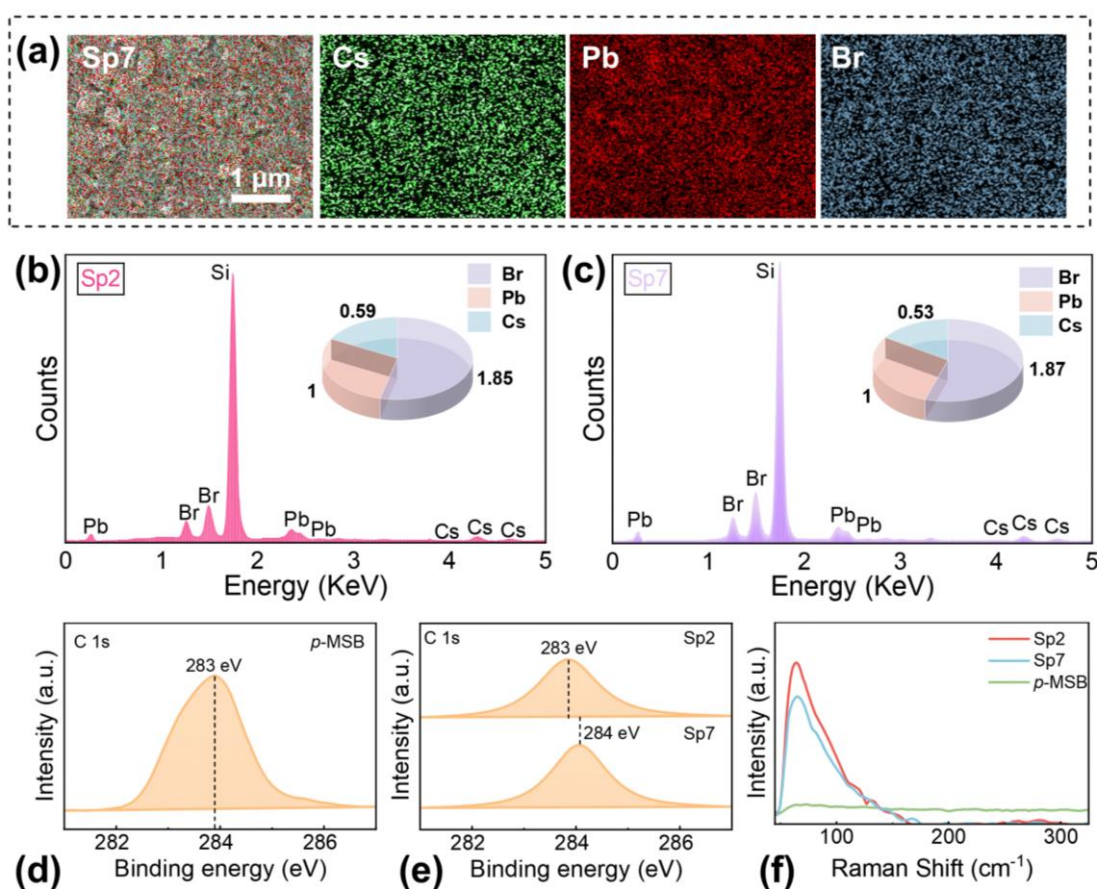 (a) Sp7 Cs Pb Br
1 μm
(b) Sp2
Si
Br
Pb
Cs
0.59
1
1.85
Counts
Pb Br Br Pb Pb Cs Cs Cs
0 1 2 3 4 5
Energy (KeV)
(c) Sp7
Si
Br
Pb
Cs
0.53
1
1.87
Counts
Pb Br Br Pb Pb Cs Cs Cs
0 1 2 3 4 5
Energy (KeV)
C 1s p-MSB
283 eV
Intensity (a.u.)
282 284 286
(d) Binding energy (eV)
C 1s Sp2
283 eV
284 eV Sp7
Intensity (a.u.)
282 284 286
(e) Binding energy (eV)
Sp2
Sp7
p-MSB
Intensity (a.u.)
100 200 300
(f) Raman Shift (cm⁻¹)